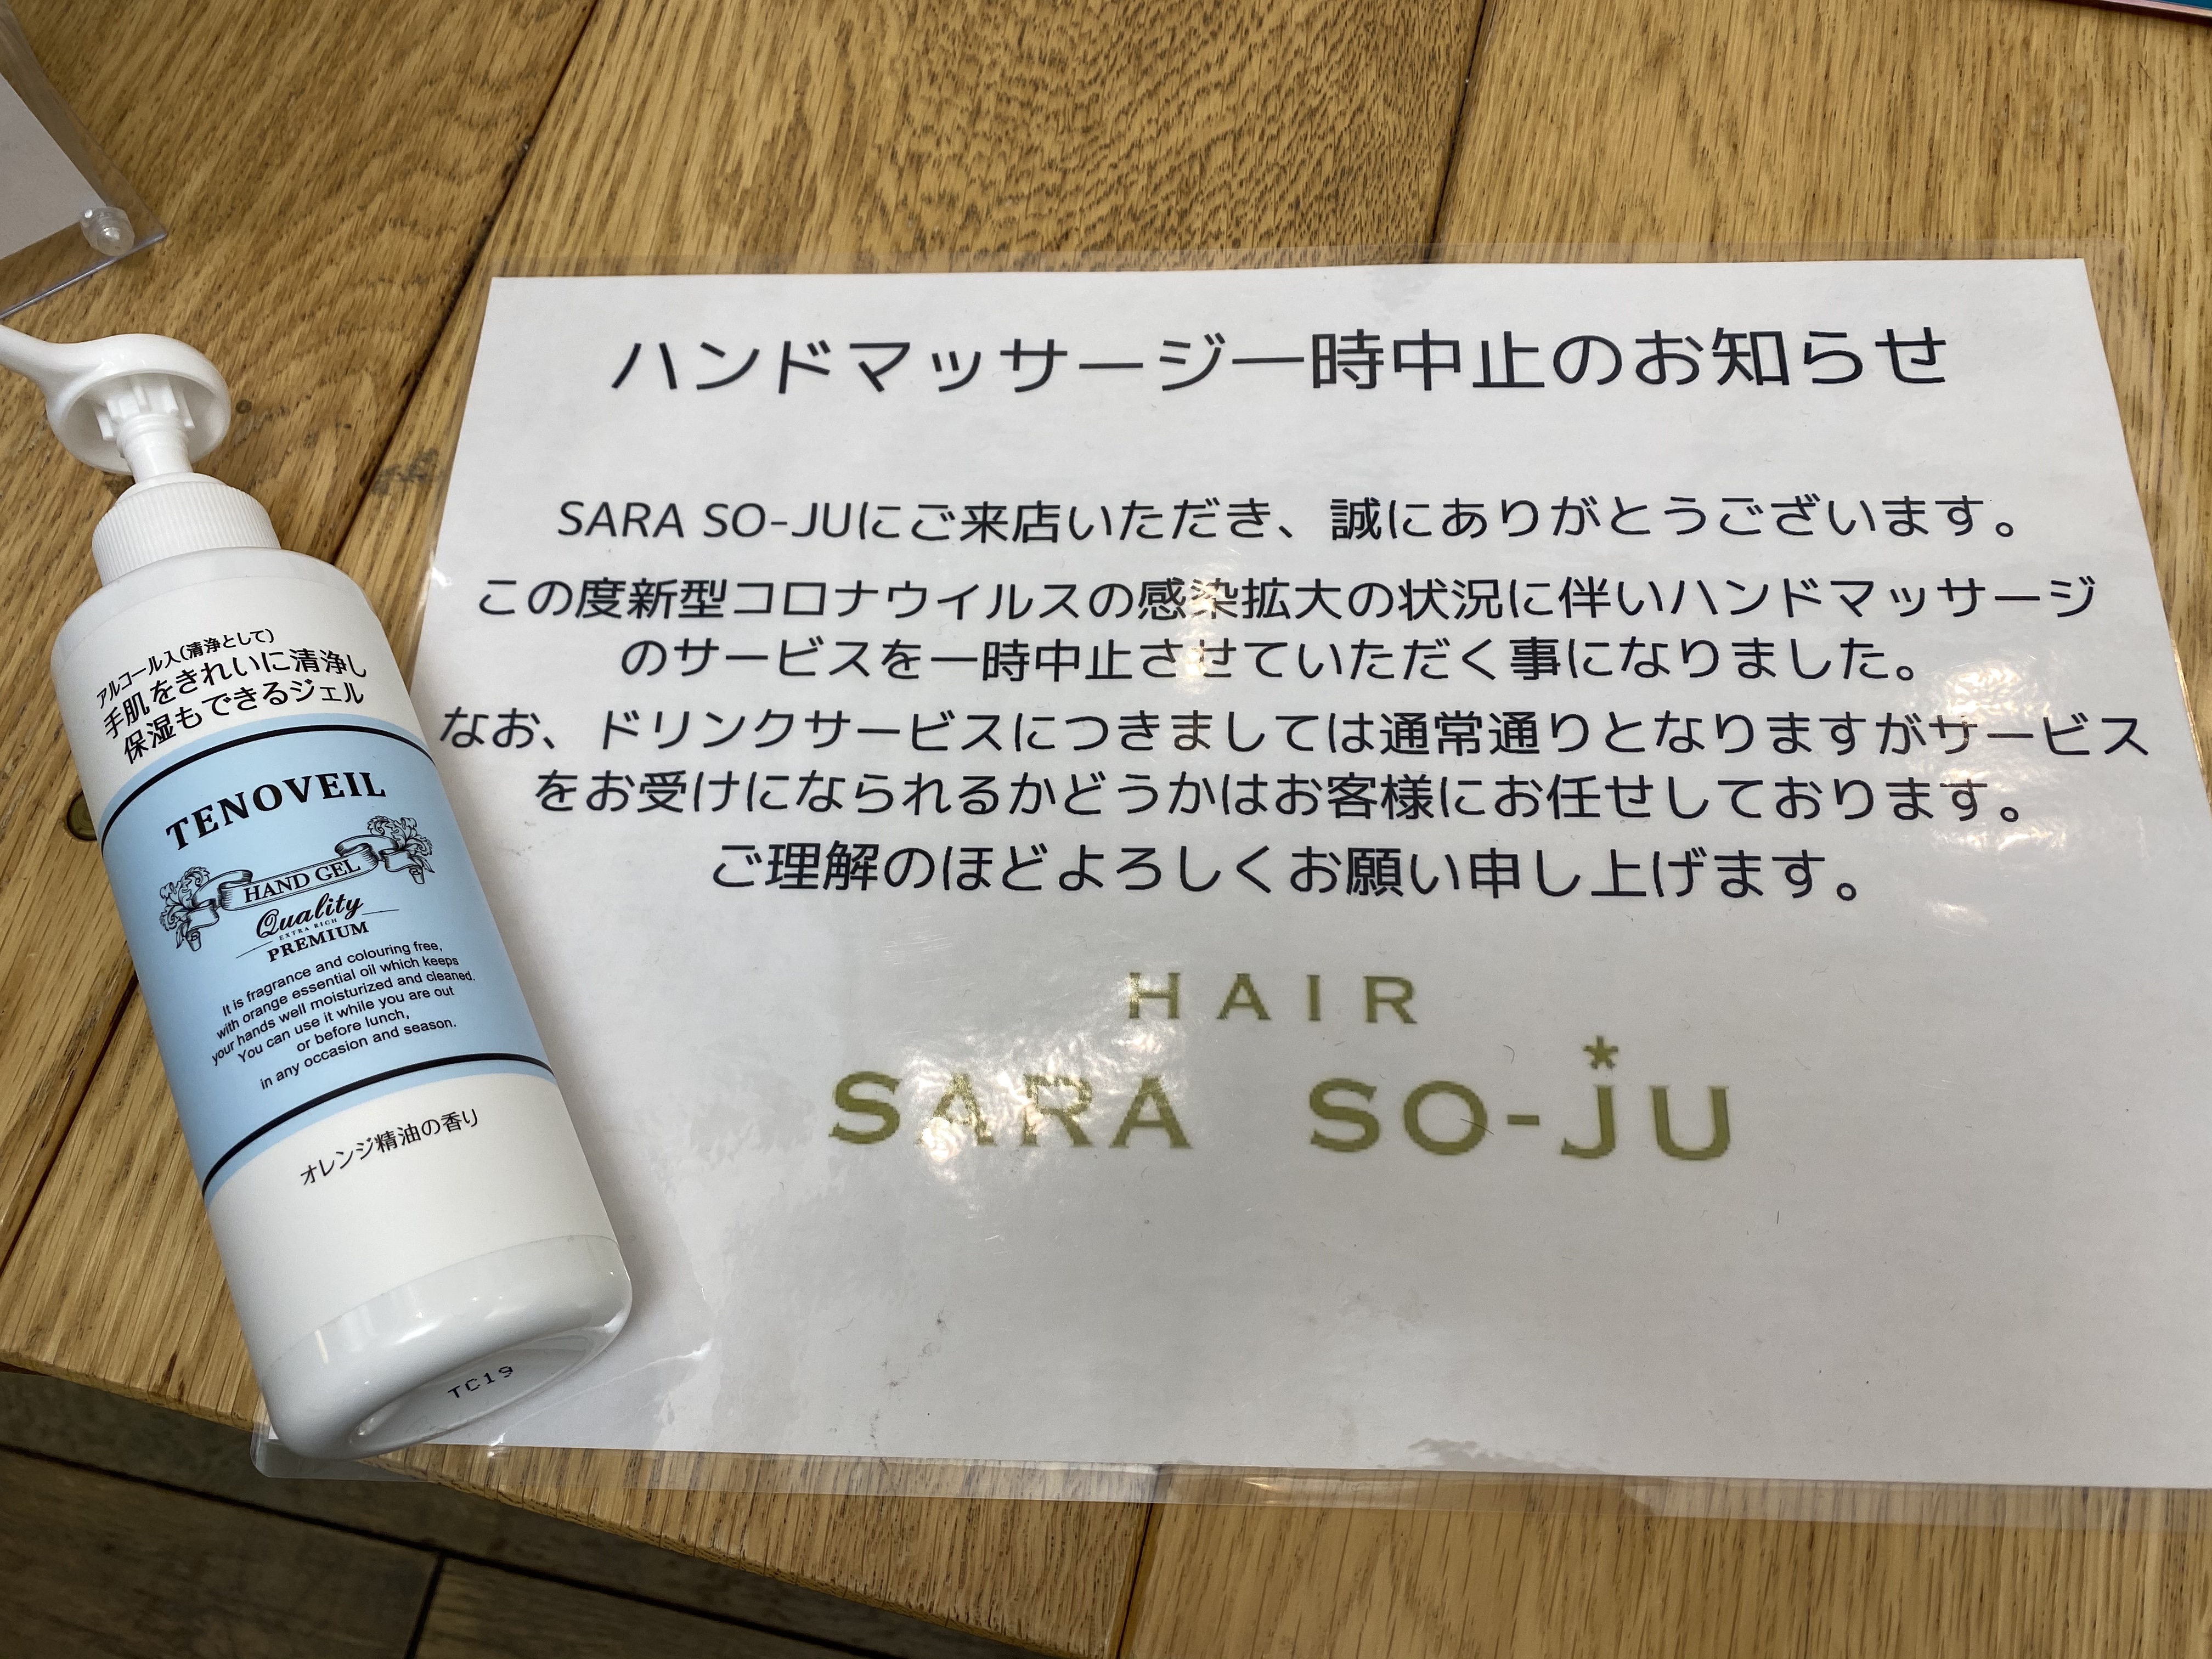 ハンドマッサージ一時中止のお知らせ
SARA SO-JUにご来店いただき、誠にありがとうございます。
この度新型コロナウイルスの感染拡大の状況に伴いハンドマッサージ
のサービスを一時中止させていただく事になりました。
なお、ドリンクサービスにつきましては通常通りとなりますがサービス
をお受けになられるかどうかはお客様にお任せしております。
ご理解のほどよろしくお願い申し上げます。
HAIR
SARA SO-JU
アルコール入(清浄として)
手肌をきれいに清浄し
保湿もできるジェル
TENOVEIL
HAND GEL
Quality
EXTRA RICH
PREMIUM
It is fragrance and colouring free,
with orange essential oil which keeps
your hands well moisturized and cleaned.
You can use it while you are out
or before lunch,
in any occasion and season.
オレンジ精油の香り
TC19